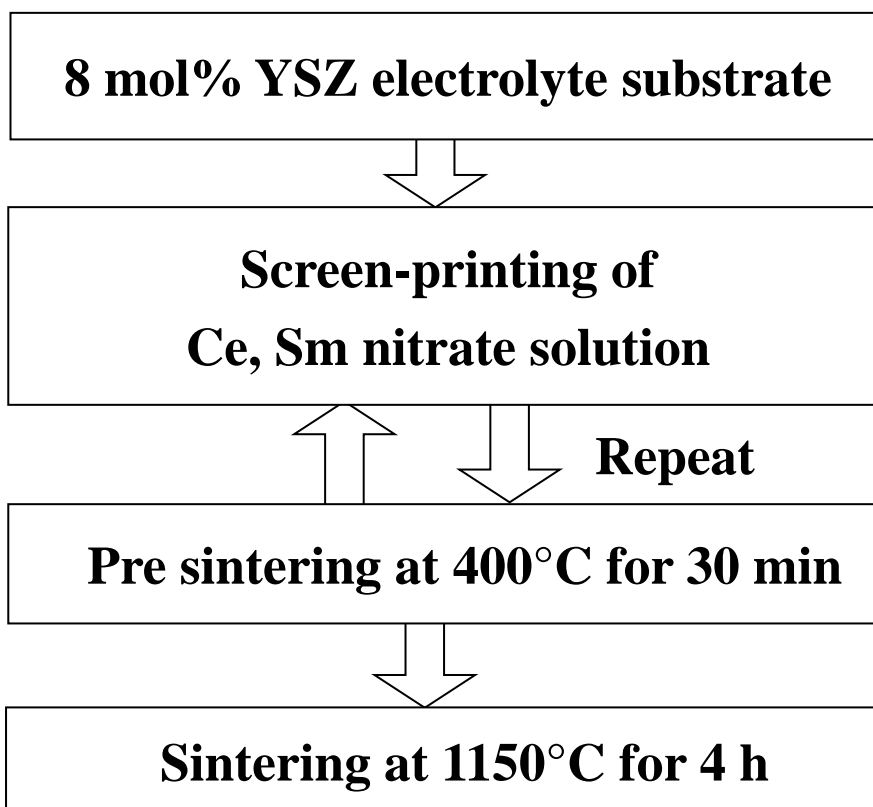 8 mol% YSZ electrolyte substrate
Screen-printing of
Ce, Sm nitrate solution
Repeat
Pre sintering at 400°C for 30 min
Sintering at 1150°C for 4 h